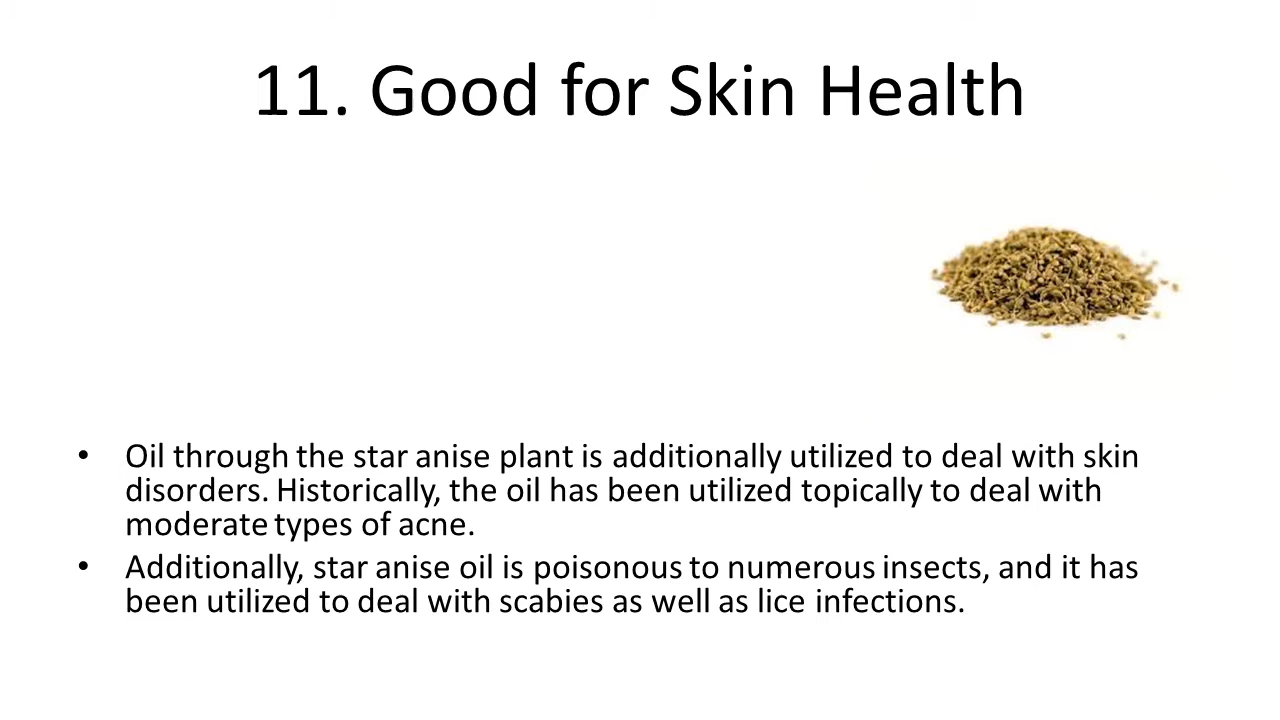 11. Good for Skin Health
• Oil through the star anise plant is additionally utilized to deal with skin
disorders. Historically, the oil has been utilized topically to deal with
moderate types of acne.
• Additionally, star anise oil is poisonous to numerous insects, and it has
been utilized to deal with scabies as well as lice infections.